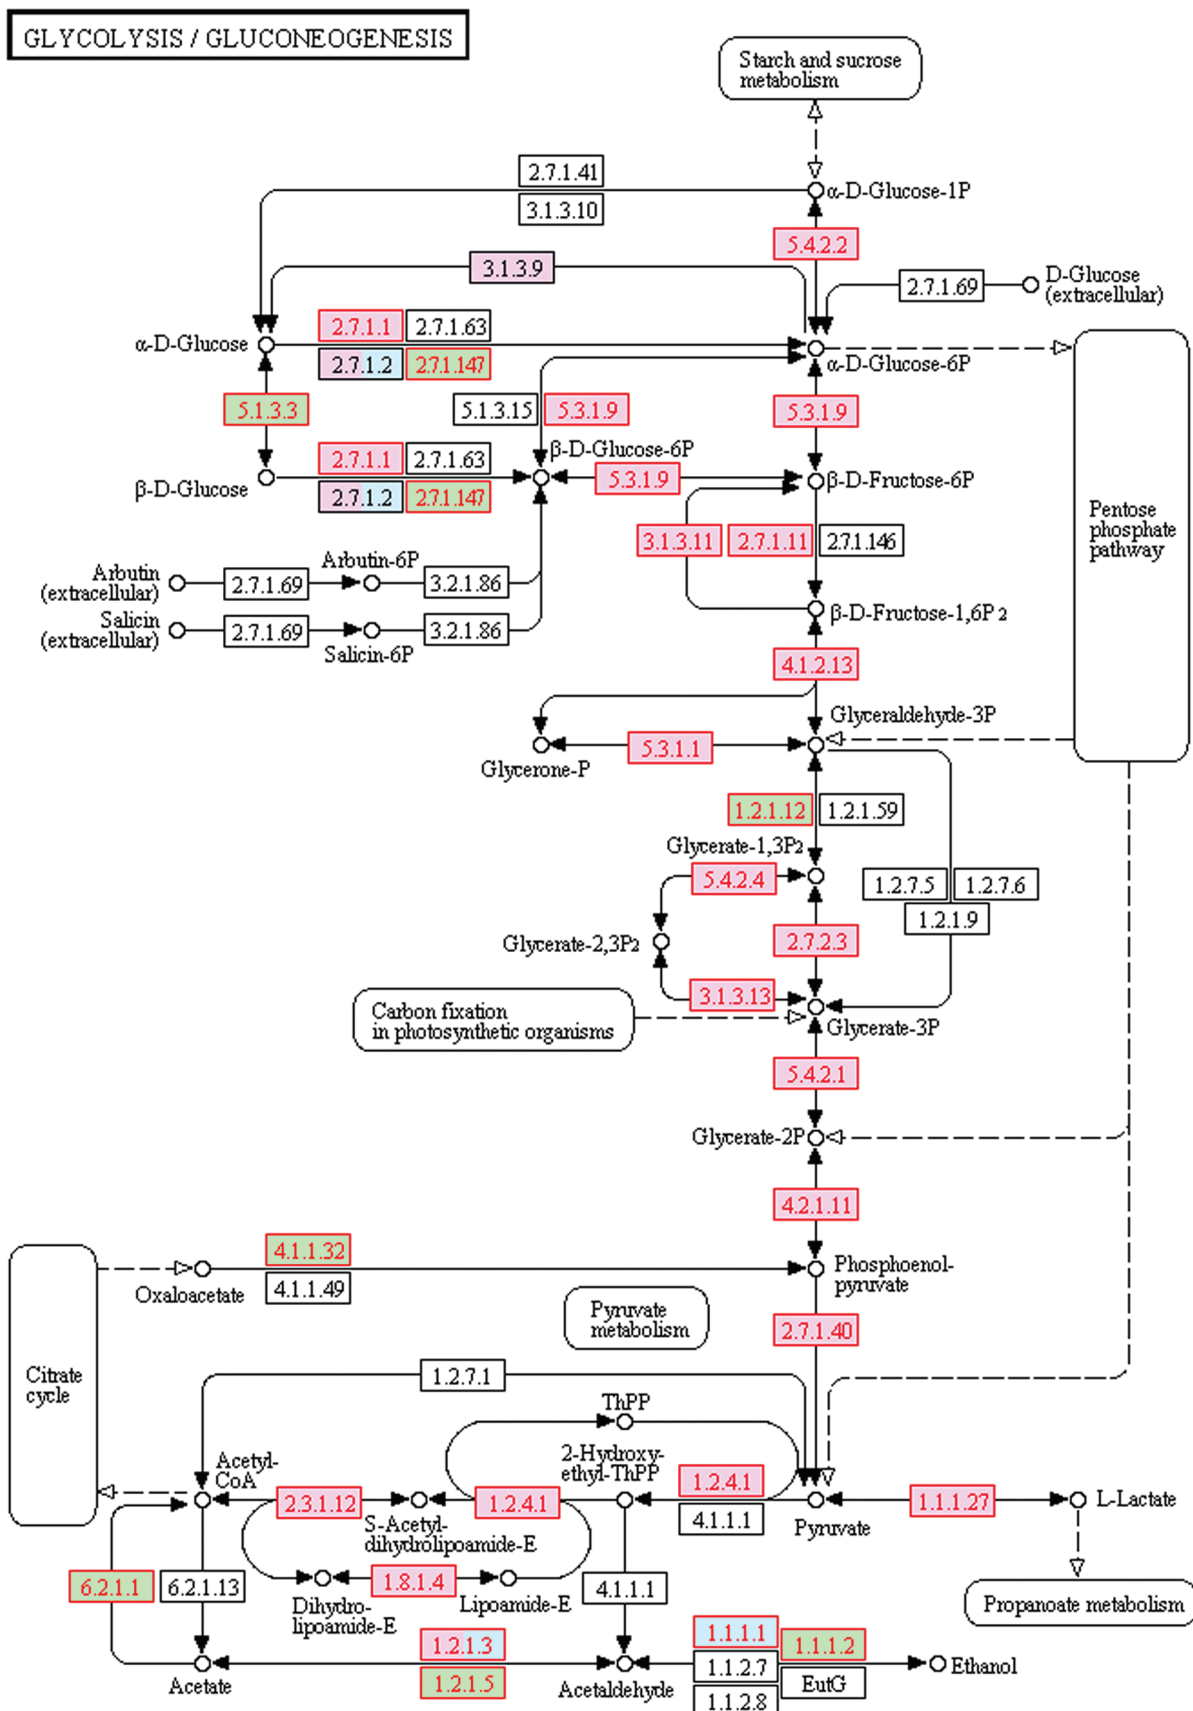 GLYCOLYSIS / GLUCONEOGENESIS
Starch and sucrose
metabolism
2.7.1.41
3.1.3.10
α-D-Glucose-1P
5.4.2.2
3.1.3.9
2.7.1.69
D-Glucose
(extracellular)
α-D-Glucose
2.7.1.1
2.7.1.63
2.7.1.2
2.7.1.147
α-D-Glucose-6P
5.1.3.3
5.1.3.15
5.3.1.9
5.3.1.9
β-D-Glucose
2.7.1.1
2.7.1.63
2.7.1.2
2.7.1.147
β-D-Glucose-6P
5.3.1.9
β-D-Fructose-6P
Pentose
phosphate
pathway
3.1.3.11
2.7.1.11
2.7.1.146
Arbutin
(extracellular)
2.7.1.69
Arbutin-6P
3.2.1.86
β-D-Fructose-1,6P2
Salicin
(extracellular)
2.7.1.69
Salicin-6P
3.2.1.86
4.1.2.13
Glyceraldehyde-3P
Glycerone-P
5.3.1.1
1.2.1.12
1.2.1.59
Glycerate-1,3P2
5.4.2.4
1.2.7.5
1.2.7.6
1.2.1.9
Glycerate-2,3P2
2.7.2.3
3.1.3.13
Carbon fixation
in photosynthetic organisms
Glycerate-3P
5.4.2.1
Glycerate-2P
4.2.1.11
4.1.1.32
Oxaloacetate
4.1.1.49
Phosphoenol-
pyruvate
Pyruvate
metabolism
2.7.1.40
Citrate
cycle
1.2.7.1
ThPP
Acetyl-
CoA
2-Hydroxy-
ethyl-ThPP
2.3.1.12
1.2.4.1
1.2.4.1
4.1.1.1
S-Acetyl-
dihydrolipoamide-E
Pyruvate
1.1.1.27
L-Lactate
6.2.1.1
6.2.1.13
1.8.1.4
Dihydro-
lipoamide-E
Lipoamide-E
4.1.1.1
Propanoate metabolism
Acetate
1.2.1.3
1.2.1.5
Acetaldehyde
1.1.1.1
1.1.1.2
1.1.2.7
EutG
1.1.2.8
Ethanol